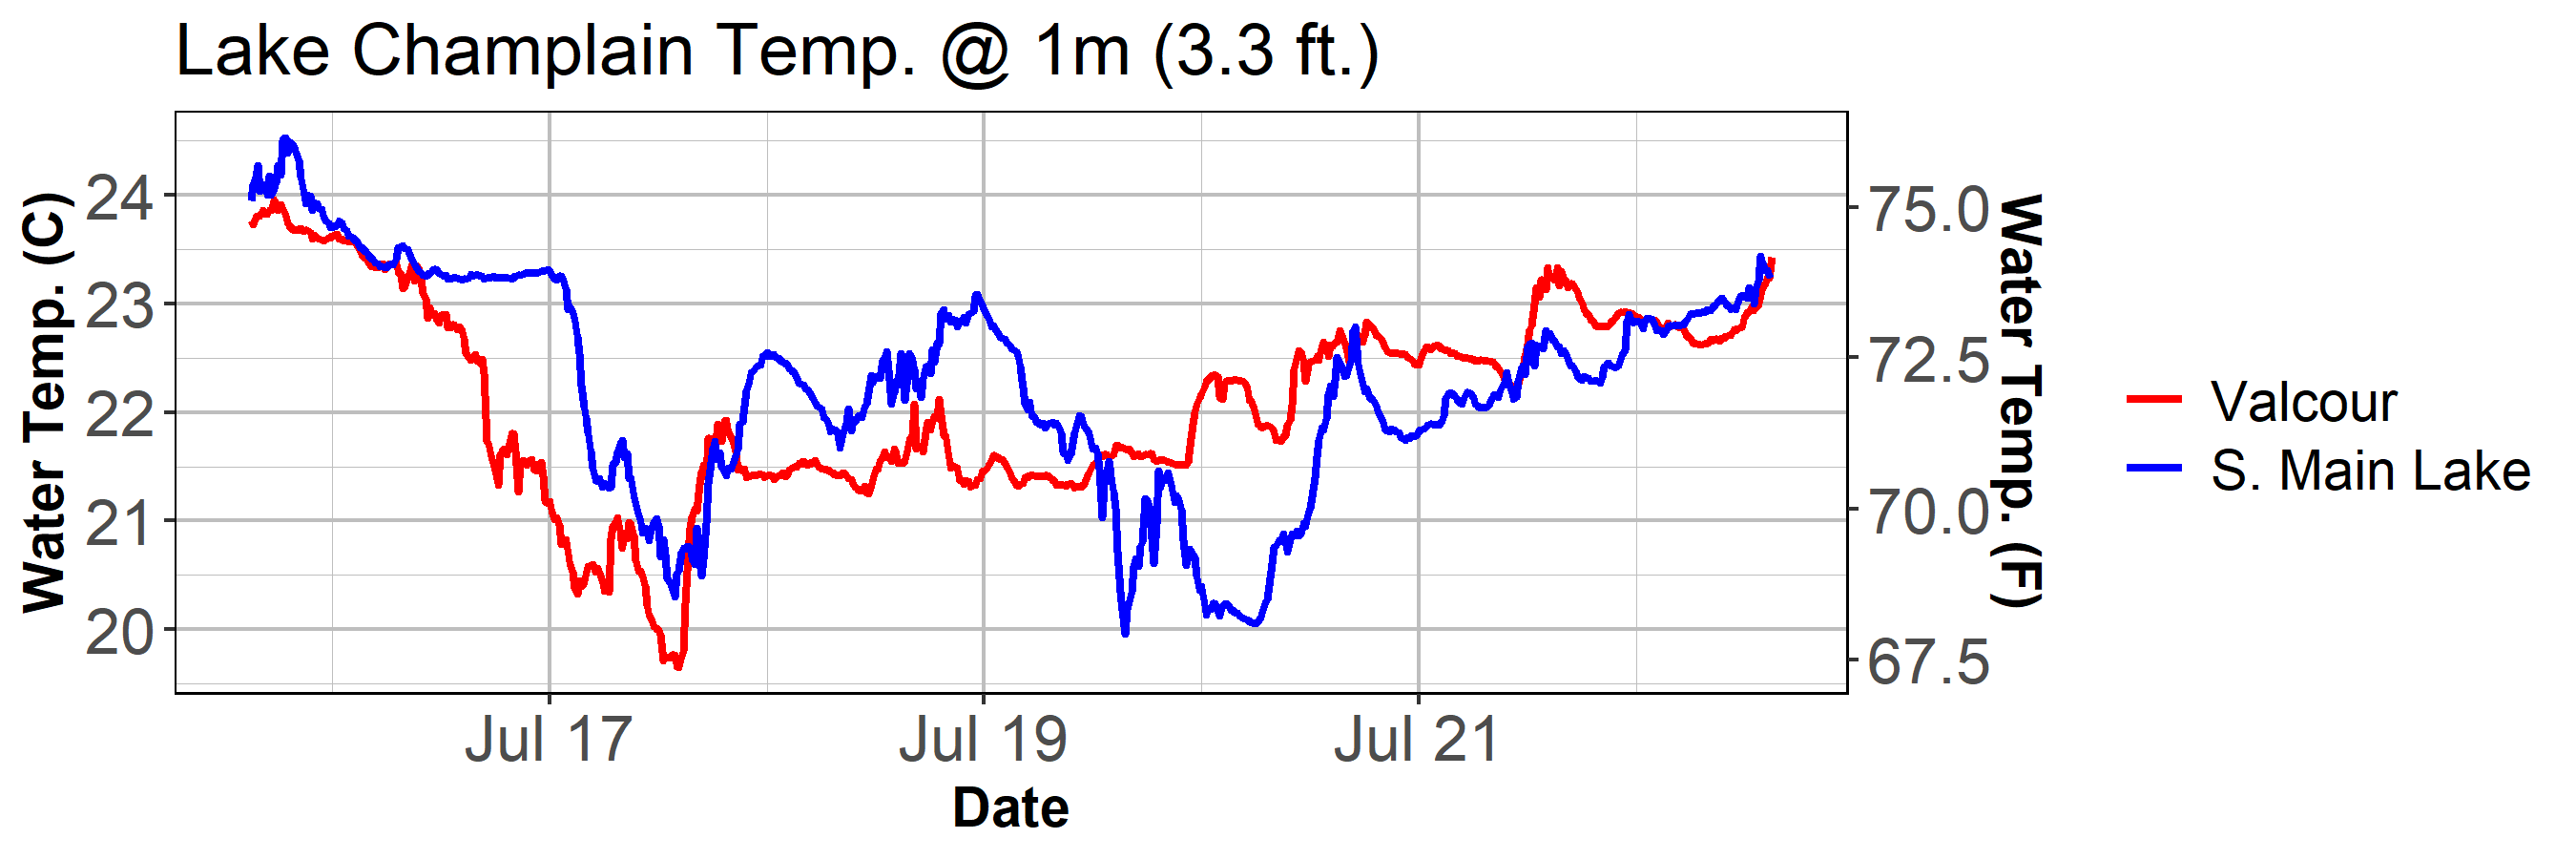 Lake Champlain Temp. @ 1m (3.3 ft.)
Water Temp. (C)
24
23
22
21
20
75.0
72.5
70.0
67.5
Water Temp. (F)
Jul 17
Jul 19
Jul 21
Date
Valcour
S. Main Lake